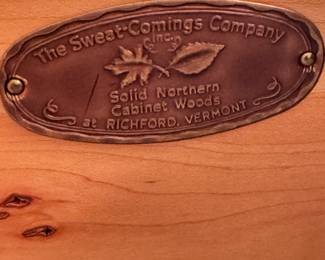 The Sweat-Comings Company
Inc.
Solid Northern
Cabinet Woods
at RICHFORD, VERMONT